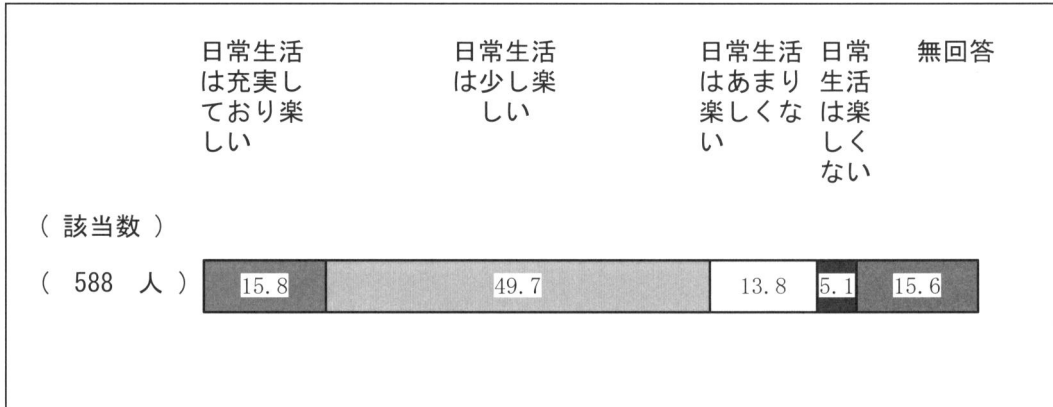 日常生活
は充実し
ており楽
しい
日常生活
は少し楽
しい
日常生活
はあまり
楽しくな
い
日常
生活
は楽
しく
ない
無回答
( 該当数 )
( 588 人 )
15.8
49.7
13.8
5.1
15.6